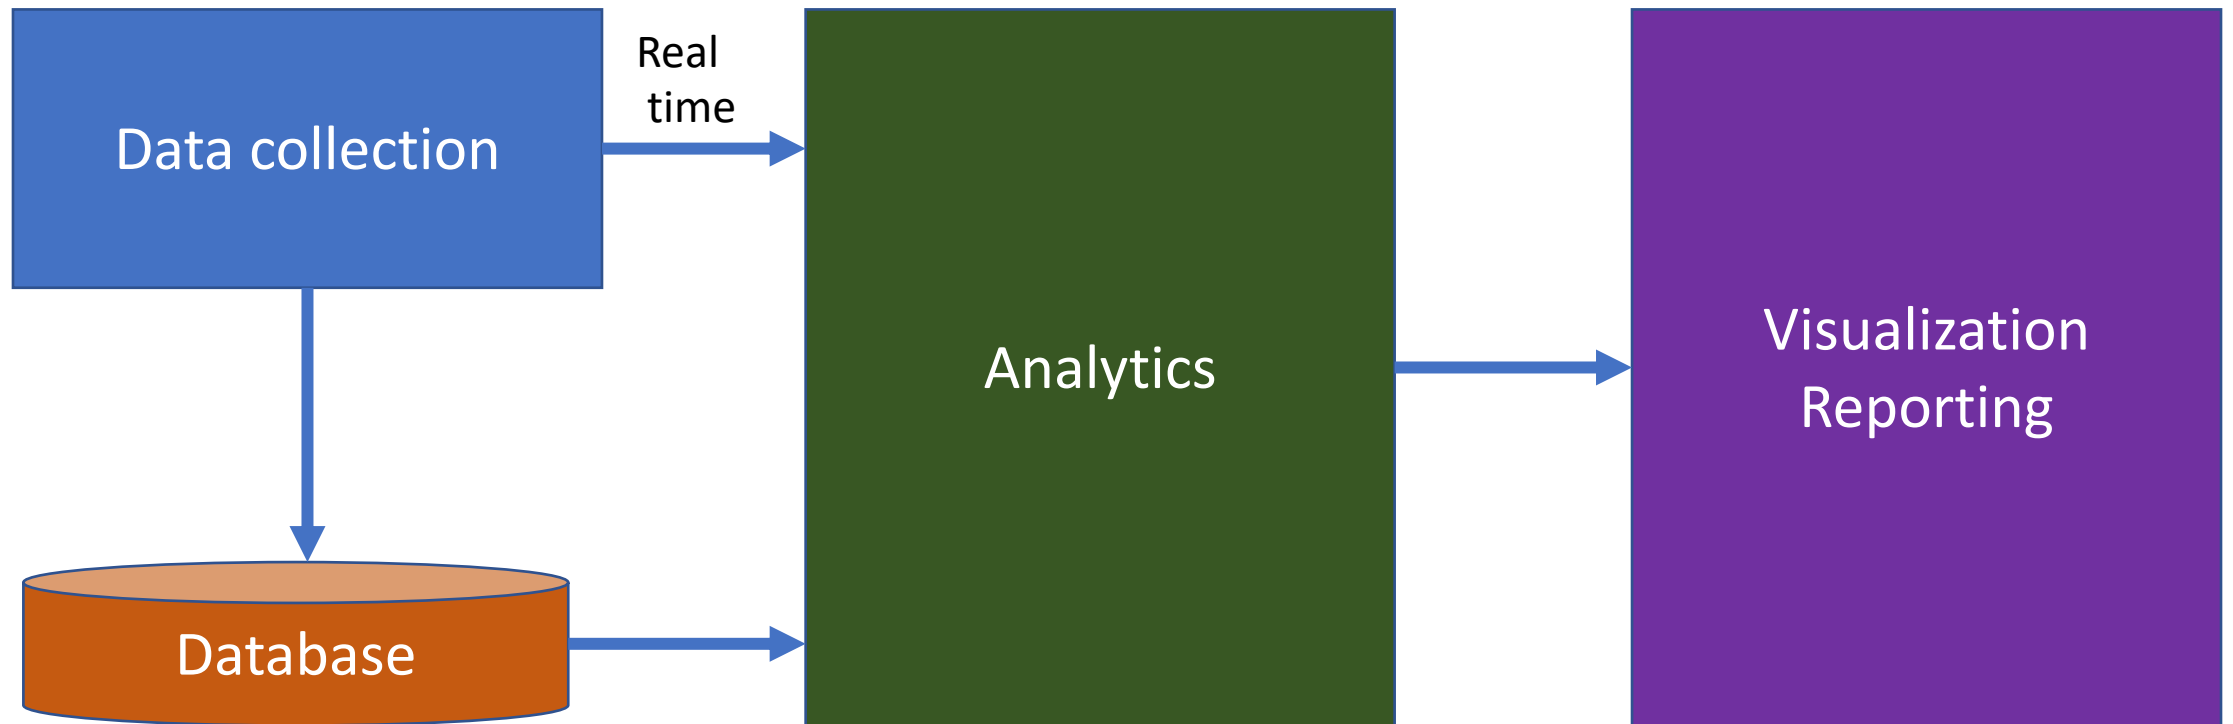 Data collection
Real
time
Analytics
Visualization
Reporting
Database